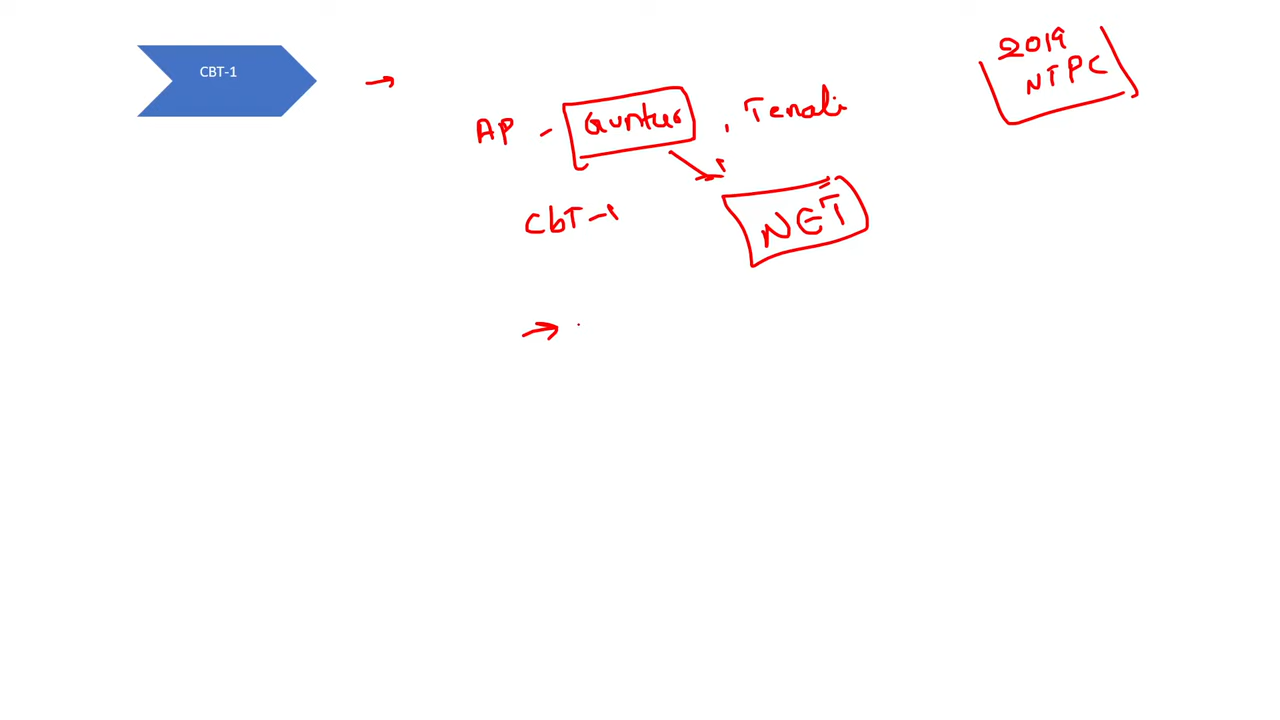 CBT-1
2019
NTPC
AP - Guntur, Tenali
CbT-1
NET